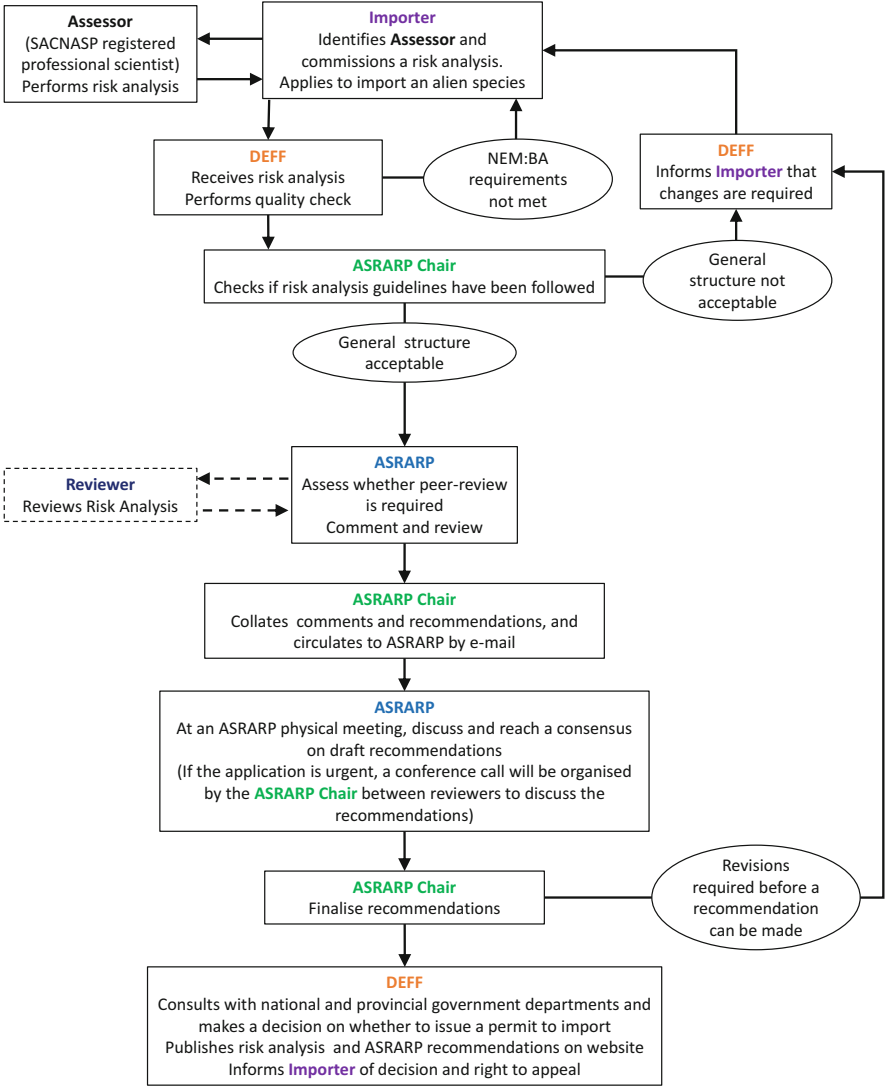 Assessor
(SACNASP registered
professional scientist)
Performs risk analysis
Importer
Identifies Assessor and
commissions a risk analysis.
Applies to import an alien species
DEFF
Receives risk analysis
Performs quality check
NEM:BA
requirements
not met
DEFF
Informs Importer that
changes are required
ASRARP Chair
Checks if risk analysis guidelines have been followed
General
structure not
acceptable
General structure
acceptable
Reviewer
Reviews Risk Analysis
ASRARP
Assess whether peer-review
is required
Comment and review
ASRARP Chair
Collates comments and recommendations, and
circulates to ASRARP by e-mail
ASRARP
At an ASRARP physical meeting, discuss and reach a consensus
on draft recommendations
(If the application is urgent, a conference call will be organised
by the ASRARP Chair between reviewers to discuss the
recommendations)
ASRARP Chair
Finalise recommendations
Revisions
required before a
recommendation
can be made
DEFF
Consults with national and provincial government departments and
makes a decision on whether to issue a permit to import
Publishes risk analysis and ASRARP recommendations on website
Informs Importer of decision and right to appeal